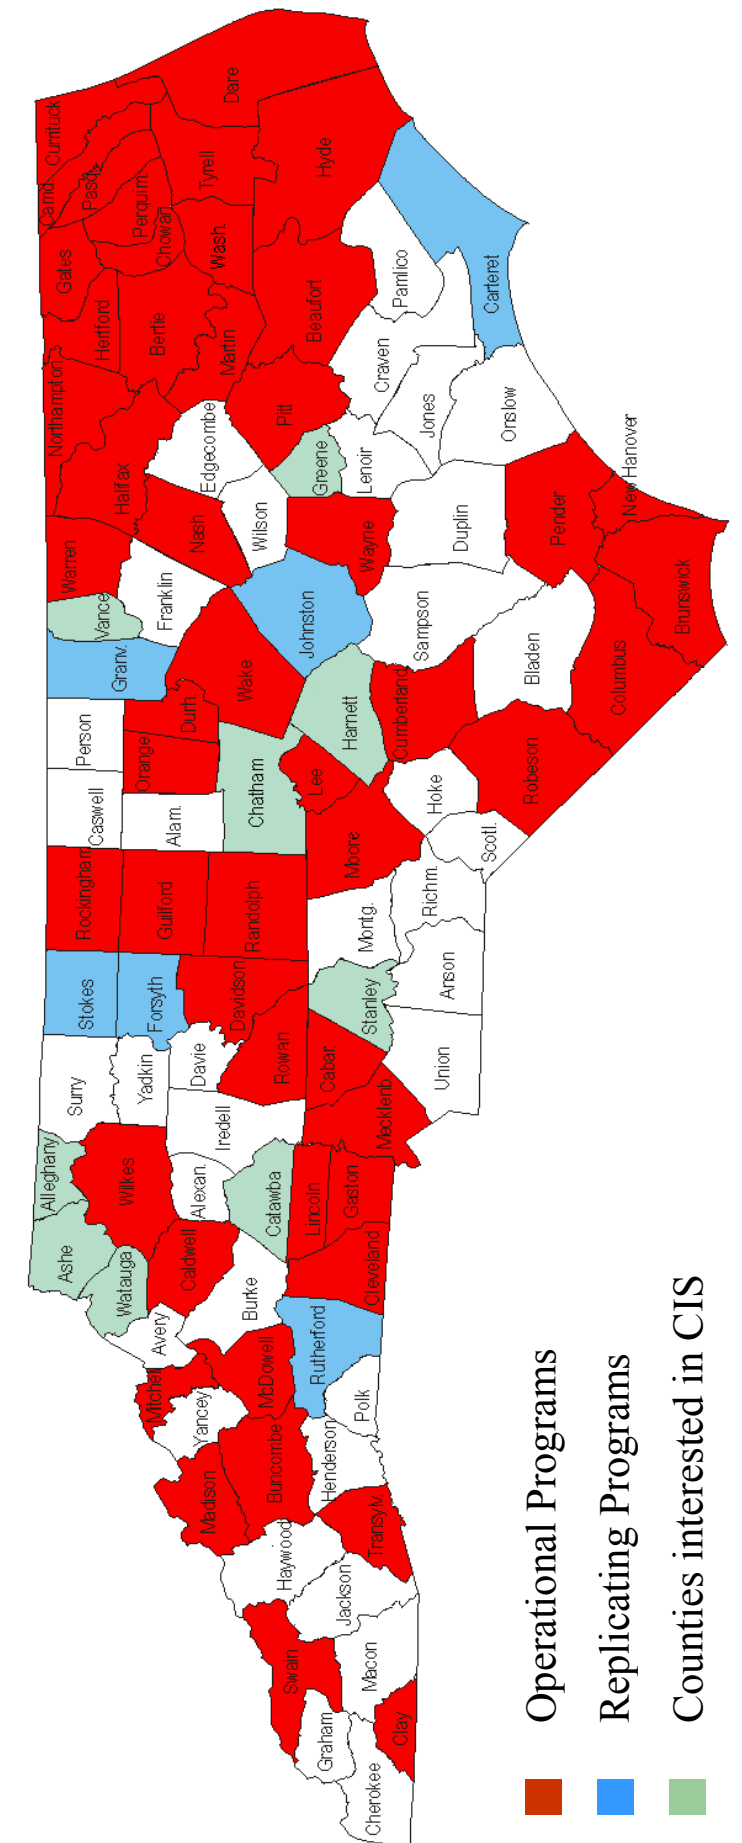 Alleghany
Ashe
Surry
Stokes
Rockingham
Caswell
Person
Granv.
Vance
Warren
Northampton
Gates
Camd.
Currituck
Hertford
Pasq.
Perquim.
Chowan
Halifax
Bertie
Watauga
Wilkes
Yadkin
Forsyth
Guilford
Alam.
Orange
Durh.
Franklin
Nash
Edgecombe
Martin
Wash.
Tyrell
Dare
Mitchell
Avery
Caldwell
Alexan.
Davie
Iredell
Madison
Yancey
Burke
McDowell
Catawba
Rowan
Davidson
Randolph
Chatham
Wake
Wilson
Pitt
Beaufort
Hyde
Johnston
Greene
Haywood
Buncombe
Swain
Rutherford
Lincoln
Cabar.
Stanley
Montg.
Moore
Lee
Harnett
Wayne
Lenoir
Craven
Pamlico
Graham
Jackson
Henderson
Polk
Cleveland
Gaston
Mecklenb.
Cherokee
Clay
Macon
Transylv.
Union
Anson
Richm.
Scotl.
Hoke
Cumberland
Sampson
Duplin
Jones
Onslow
Carteret
Robeson
Bladen
Pender
New Hanover
Columbus
Brunswick
Operational Programs
Replicating Programs
Counties interested in CIS